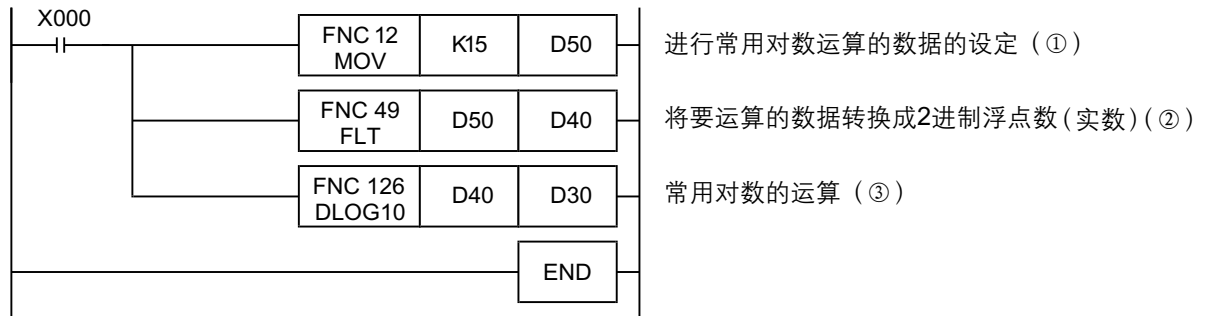 X000
FNC 12
MOV
K15
D50
进行常用对数运算的数据的设定（①）
FNC 49
FLT
D50
D40
将要运算的数据转换成2进制浮点数(实数)(②)
FNC 126
DLOG10
D40
D30
常用对数的运算（③）
END